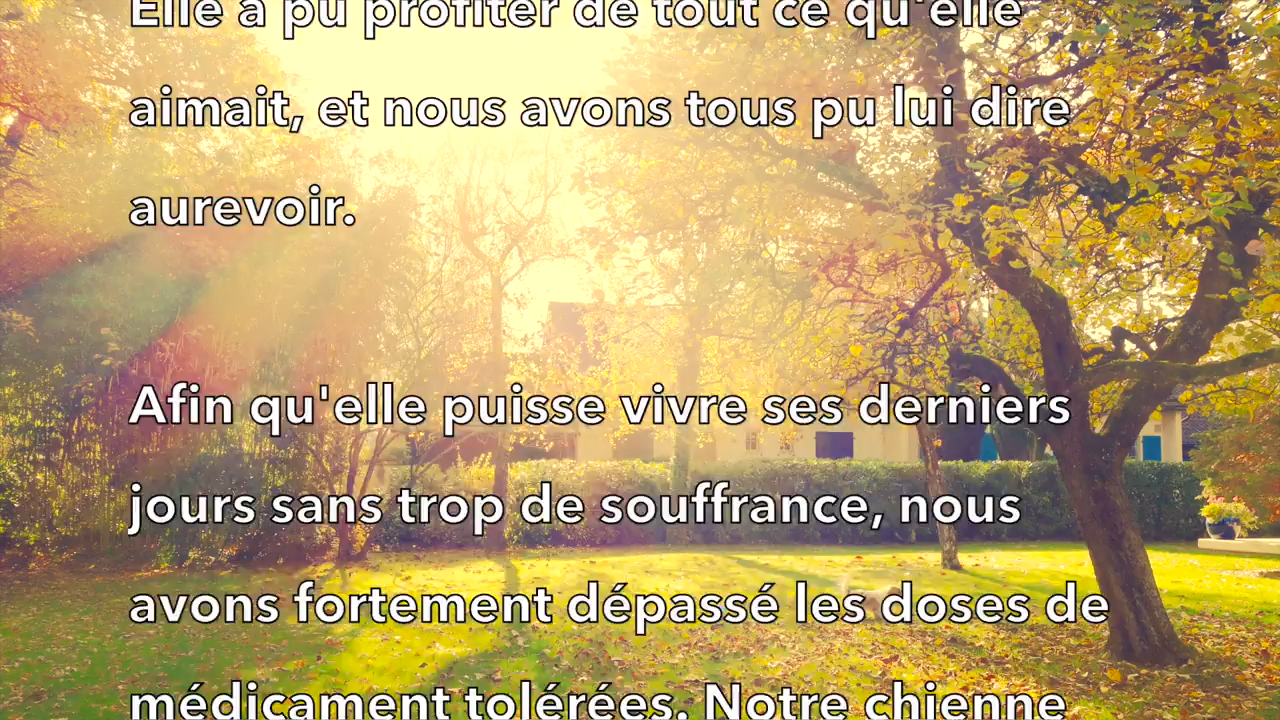 Elle a pu profiter de tout ce qu'elle
aimait, et nous avons tous pu lui dire
aurevoir.
Afin qu'elle puisse vivre ses derniers
jours sans trop de souffrance, nous
avons fortement dépassé les doses de
médicament tolérées. Notre chienne